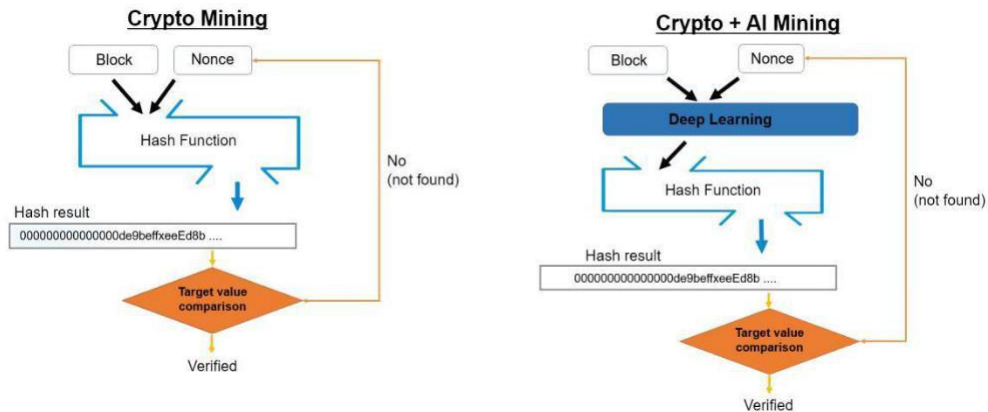 Crypto Mining
Block
Nonce
Hash Function
No
(not found)
Hash result
000000000000000de9beffxeeEd8b ....
Target value
comparison
Verified
Crypto + AI Mining
Block
Nonce
Deep Learning
Hash Function
No
(not found)
Hash result
000000000000000de9beffxeeEd8b ....
Target value
comparison
Verified